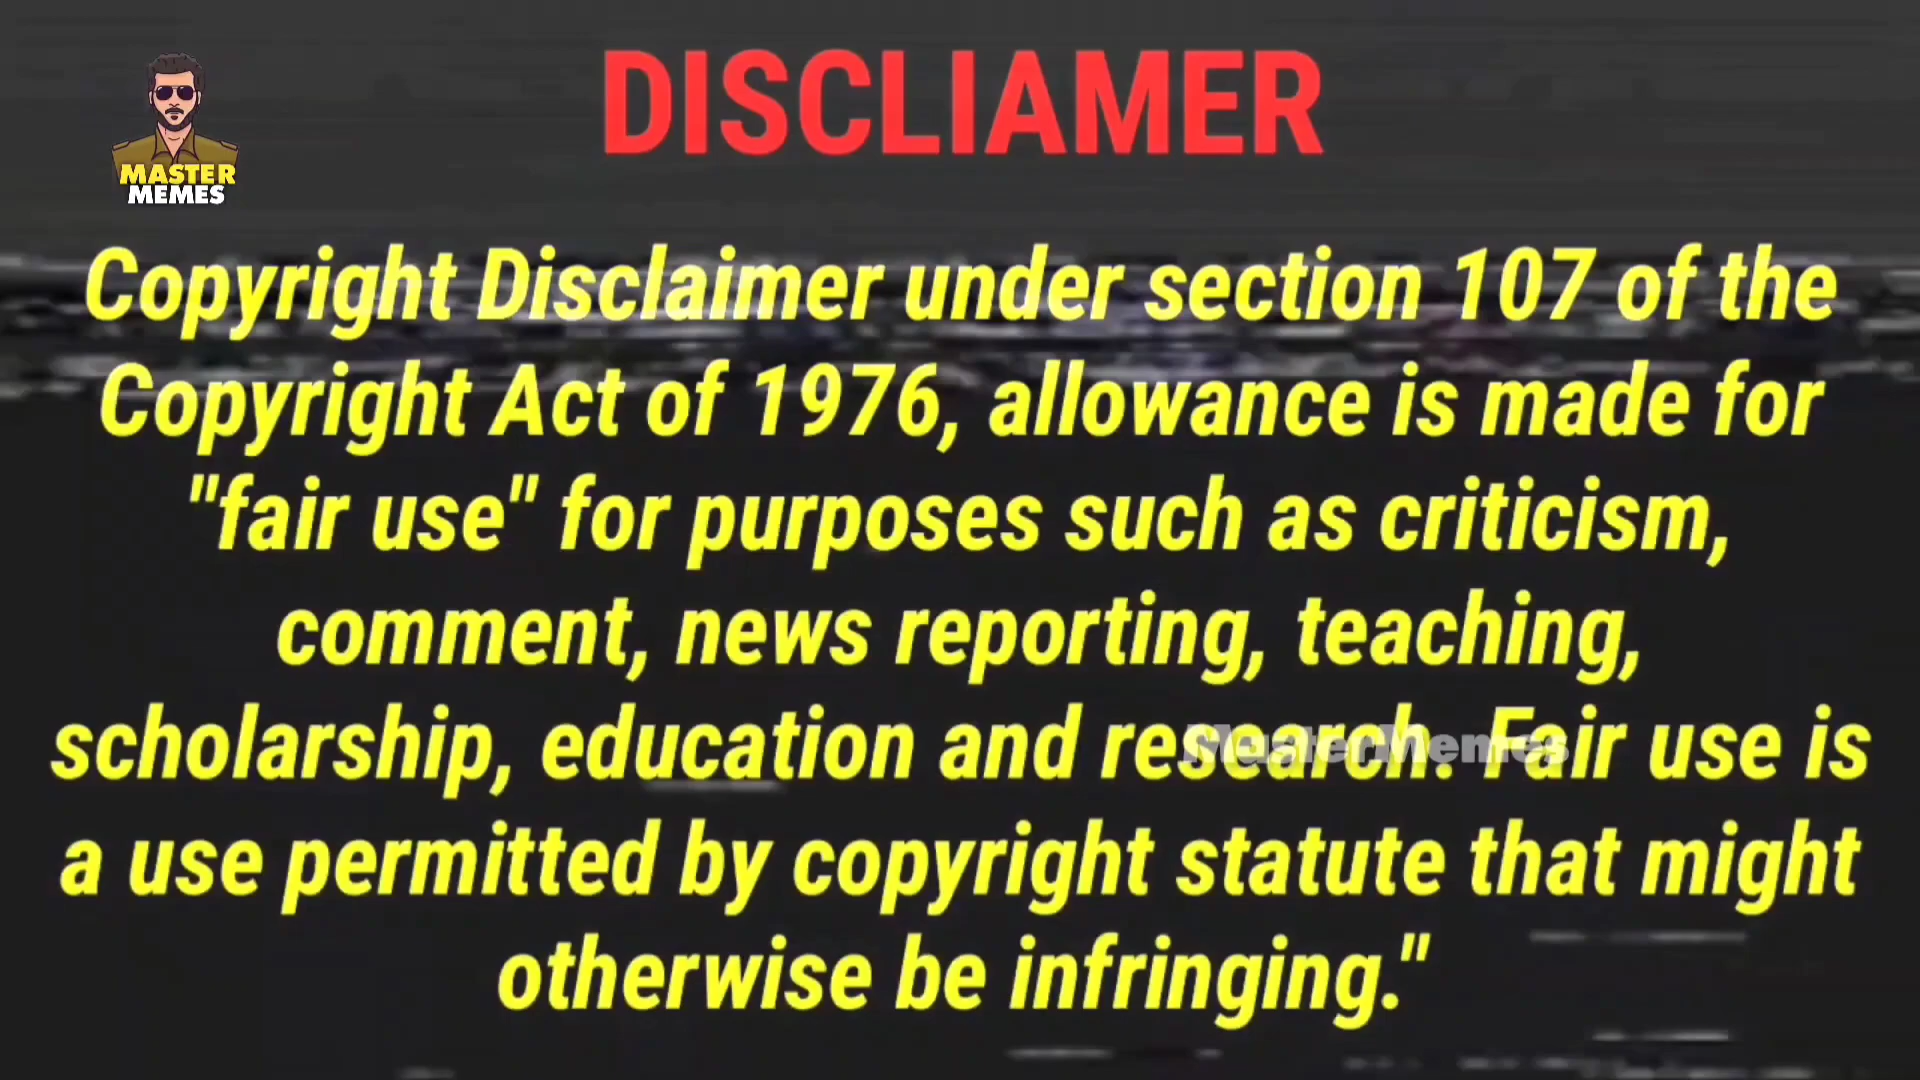 DISCLIAMER
MASTER
MEMES
Copyright Disclaimer under section 107 of the
Copyright Act of 1976, allowance is made for
"fair use" for purposes such as criticism,
comment, news reporting, teaching,
scholarship, education and research. Fair use is
MasterMemes
a use permitted by copyright statute that might
otherwise be infringing."